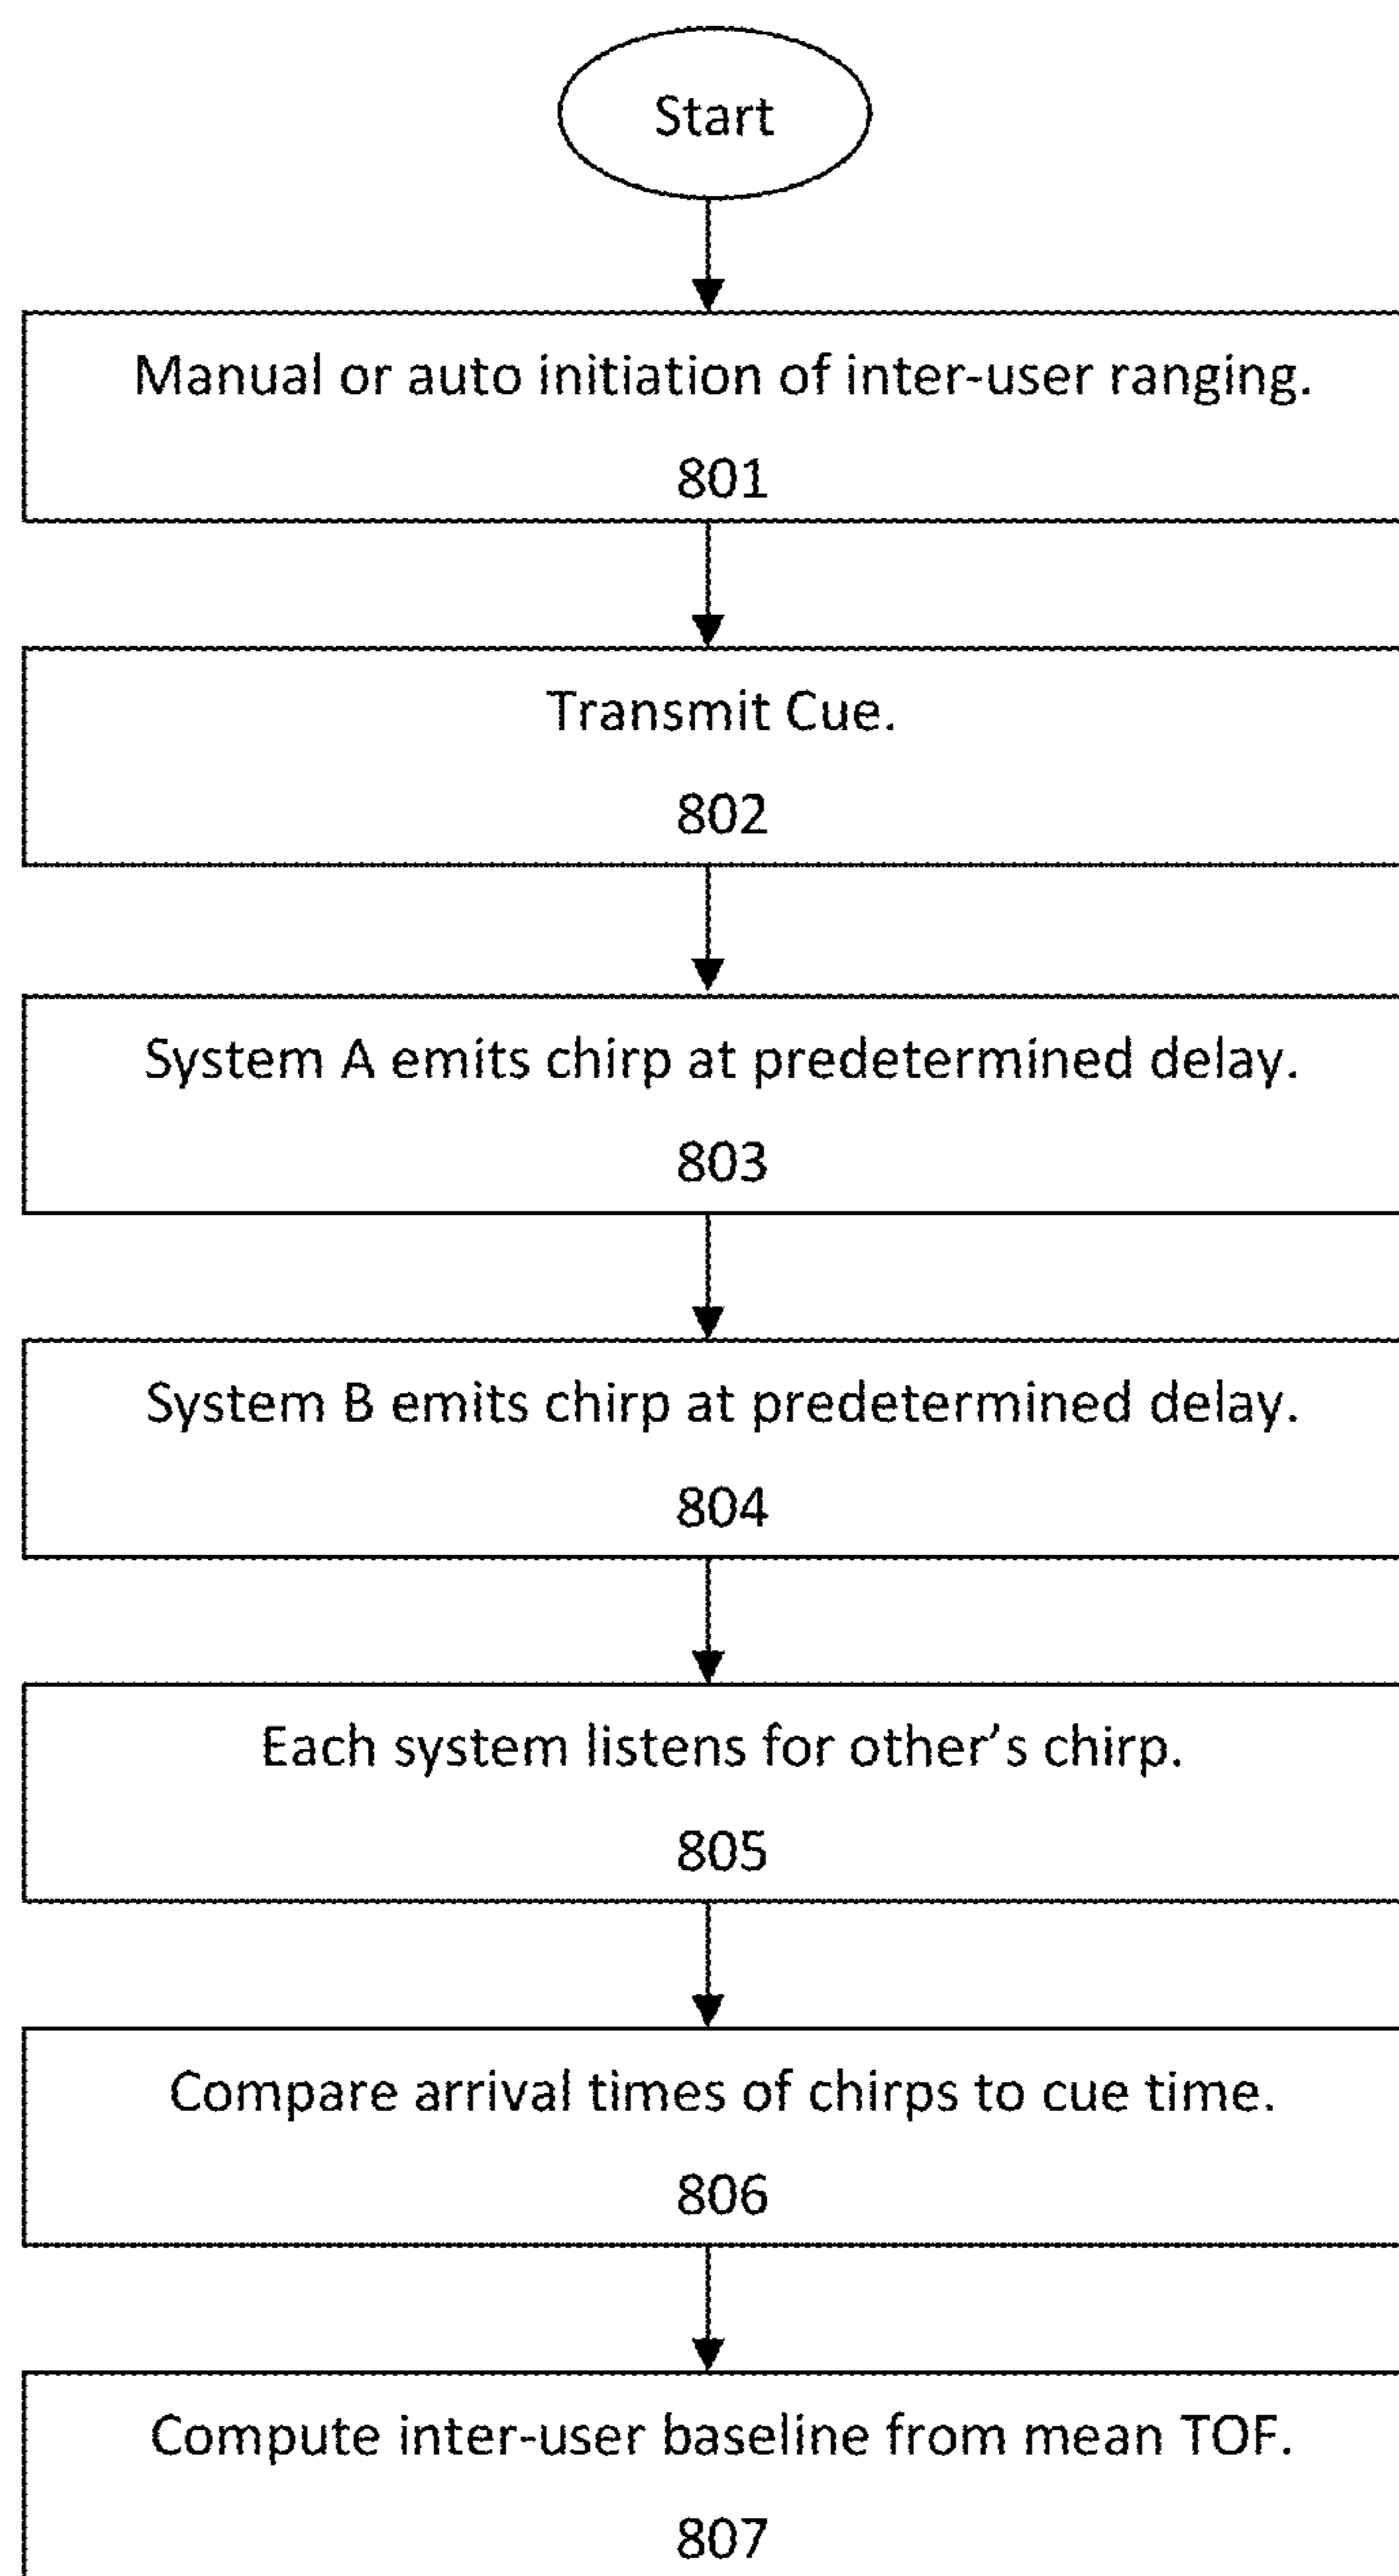 Start
Manual or auto initiation of inter-user ranging.
801
Transmit Cue.
802
System A emits chirp at predetermined delay.
803
System B emits chirp at predetermined delay.
804
Each system listens for other’s chirp.
805
Compare arrival times of chirps to cue time.
806
Compute inter-user baseline from mean TOF.
807